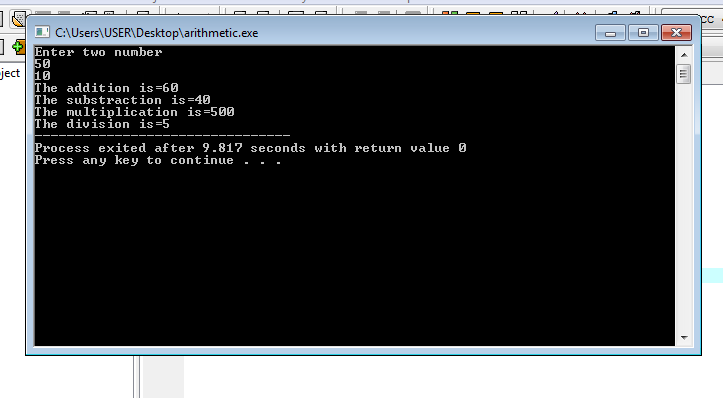 C:\Users\USER\Desktop\arithmetic.exe
Enter two number
50
10
The addition is=60
The substraction is=40
The multiplication is=500
The division is=5
--------------------------------
Process exited after 9.817 seconds with return value 0
Press any key to continue . . .
oject
CC